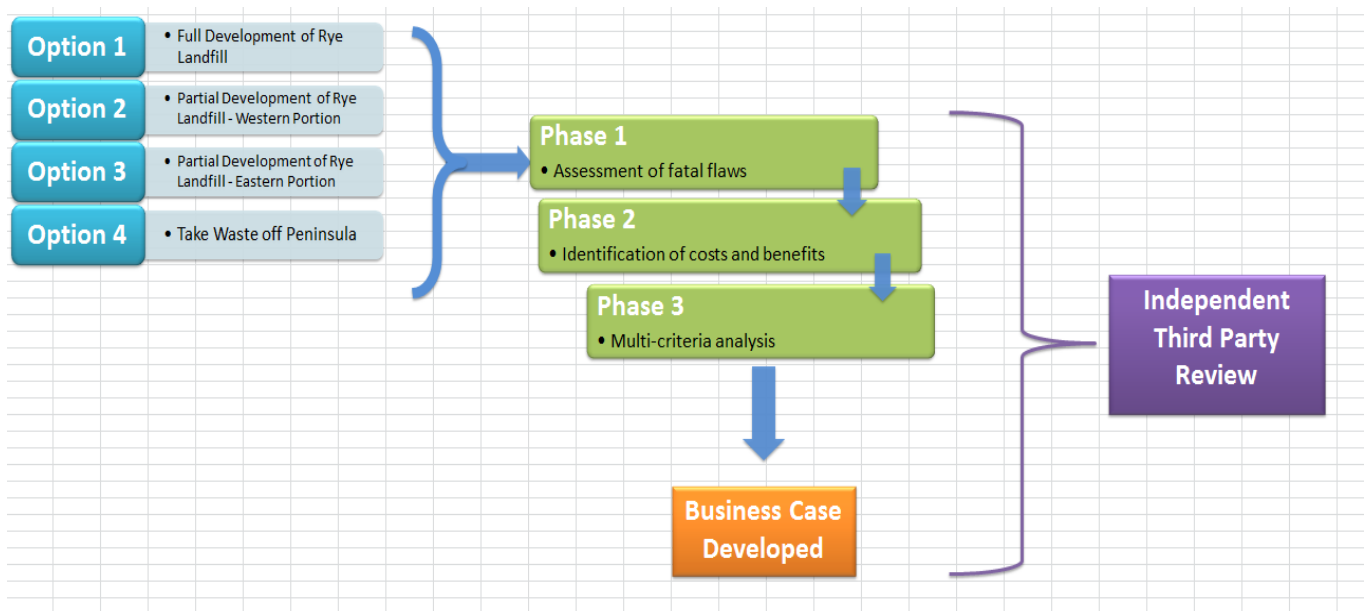 Option 1
• Full Development of Rye
Landfill
Option 2
• Partial Development of Rye
Landfill - Western Portion
Option 3
• Partial Development of Rye
Landfill - Eastern Portion
Option 4
• Take Waste off Peninsula
Phase 1
• Assessment of fatal flaws
Phase 2
• Identification of costs and benefits
Phase 3
• Multi-criteria analysis
Business Case
Developed
Independent
Third Party
Review